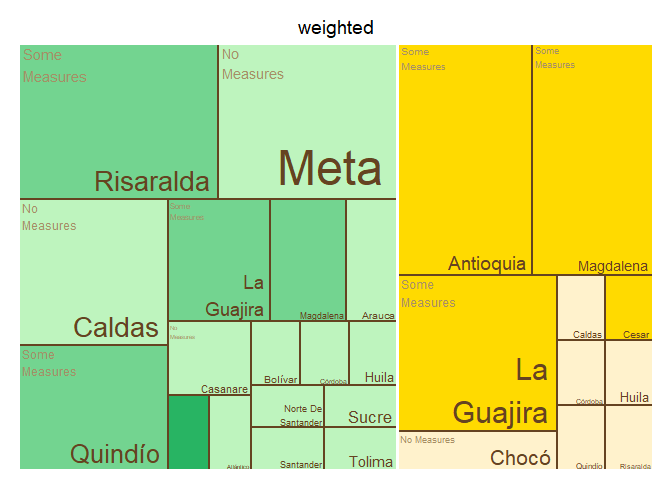 weighted
Some
Measures
Risaralda
No
Measures
Meta
No
Measures
Caldas
Some
Measures
La
Guajira
Magdalena
Arauca
No
Measures
Casanare
Bolívar
Córdoba
Huila
Some
Measures
Quindío
Atlántico
Norte De
Santander
Sucre
Santander
Tolima
Some
Measures
Antioquia
Some
Measures
Magdalena
Some
Measures
La
Guajira
Caldas
Cesar
Córdoba
Huila
No Measures
Chocó
Quindío
Risaralda